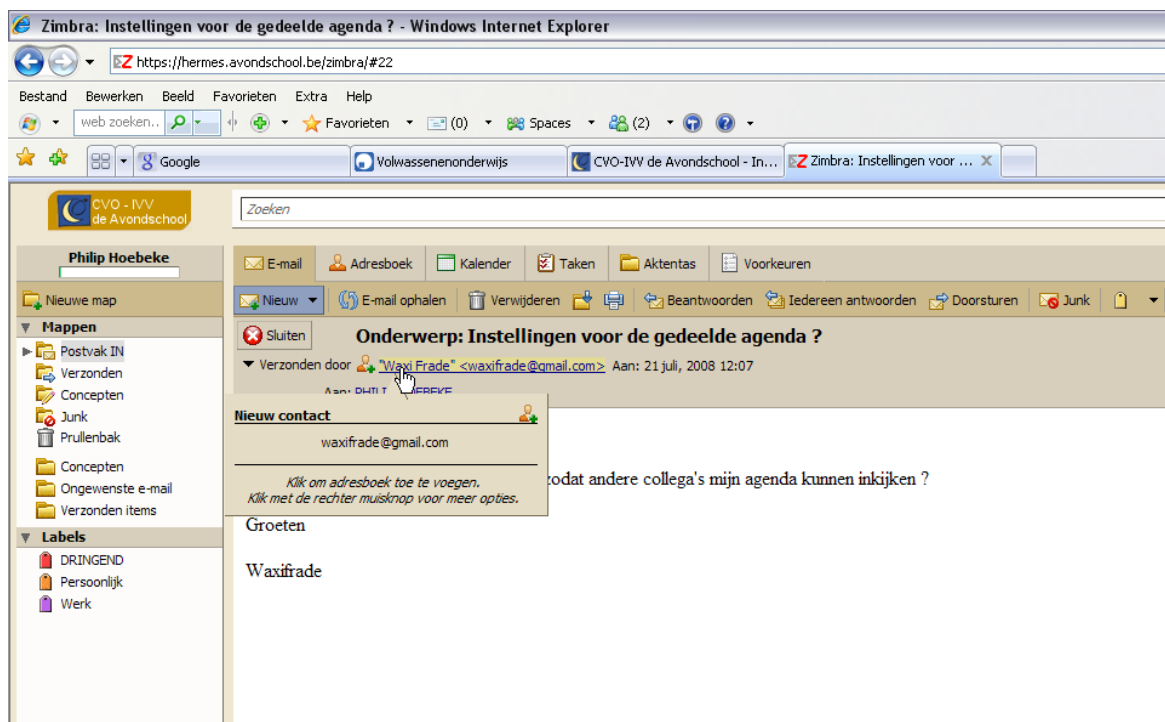 Zimbra: Instellingen voor de gedeelde agenda ? - Windows Internet Explorer
https://hermes.avondschool.be/zimbra/#22
Bestand Bewerken Beeld Favorieten Extra Help
web zoeken.. Favorieten (0) Spaces (2)
Google Volwassenenonderwijs CVO-IVV de Avondschool - In... Zimbra: Instellingen voor ... X
CVO - IVV
de Avondschool
Zoeken
Philip Hoebeke
E-mail Adresboek Kalender Taken Aktentas Voorkeuren
Nieuwe map
Nieuw E-mail ophalen Verwijderen Beantwoorden Iedereen antwoorden Doorsturen Junk
Mappen
Postvak IN
Verzonden
Concepten
Junk
Prullenbak
Concepten
Ongewenste e-mail
Verzonden items
Labels
DRINGEND
Persoonlijk
Werk
Sluiten Onderwerp: Instellingen voor de gedeelde agenda ?
Verzonden door "Waxi Frade" <waxifrade@gmail.com> Aan: 21 juli, 2008 12:07
Aan:
Nieuw contact
waxifrade@gmail.com
Klik om adresboek toe te voegen.
Klik met de rechter muisknop voor meer opties.
zodat andere collega's mijn agenda kunnen inkijken ?
Groeten
Waxifrade